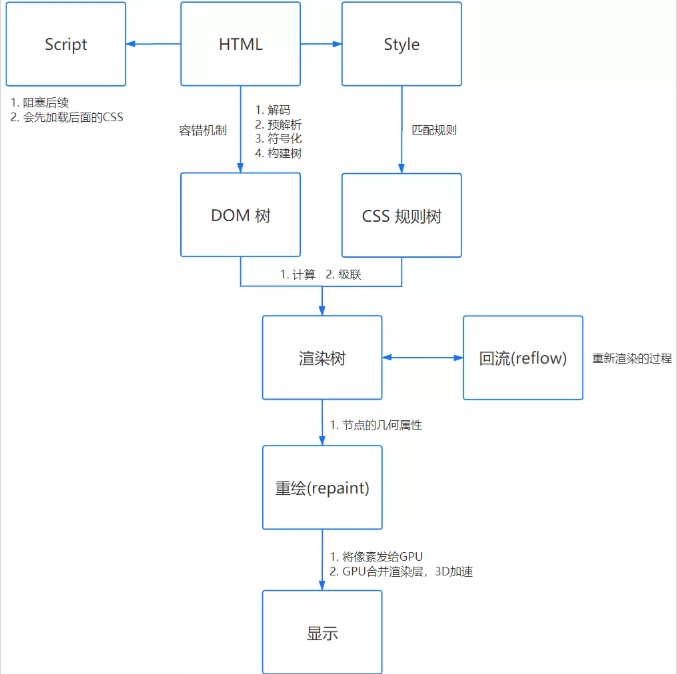 Script
HTML
Style
1. 阻塞后续
2. 会先加载后面的CSS
容错机制
1. 解码
2. 预解析
3. 符号化
4. 构建树
匹配规则
DOM 树
CSS 规则树
1. 计算 2. 级联
渲染树
回流(reflow)
重新渲染的过程
1. 节点的几何属性
重绘(repaint)
1. 将像素发给GPU
2. GPU合并渲染层，3D加速
显示